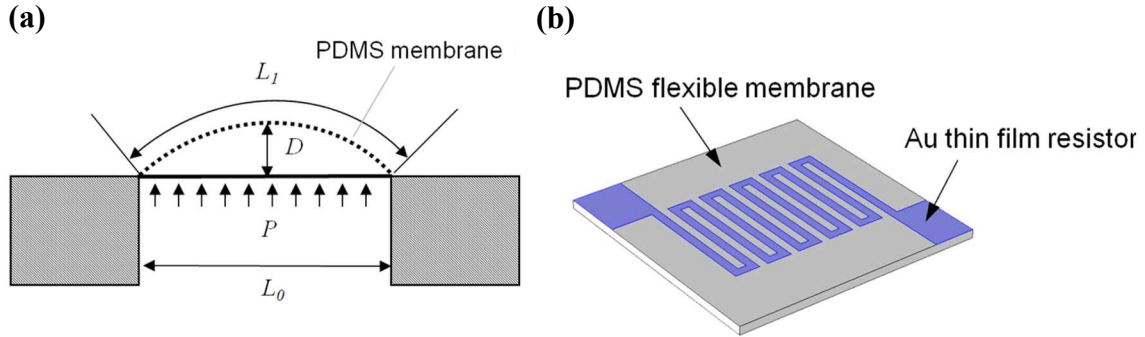 (a)
PDMS membrane
L1
D
P
L0
(b)
PDMS flexible membrane
Au thin film resistor